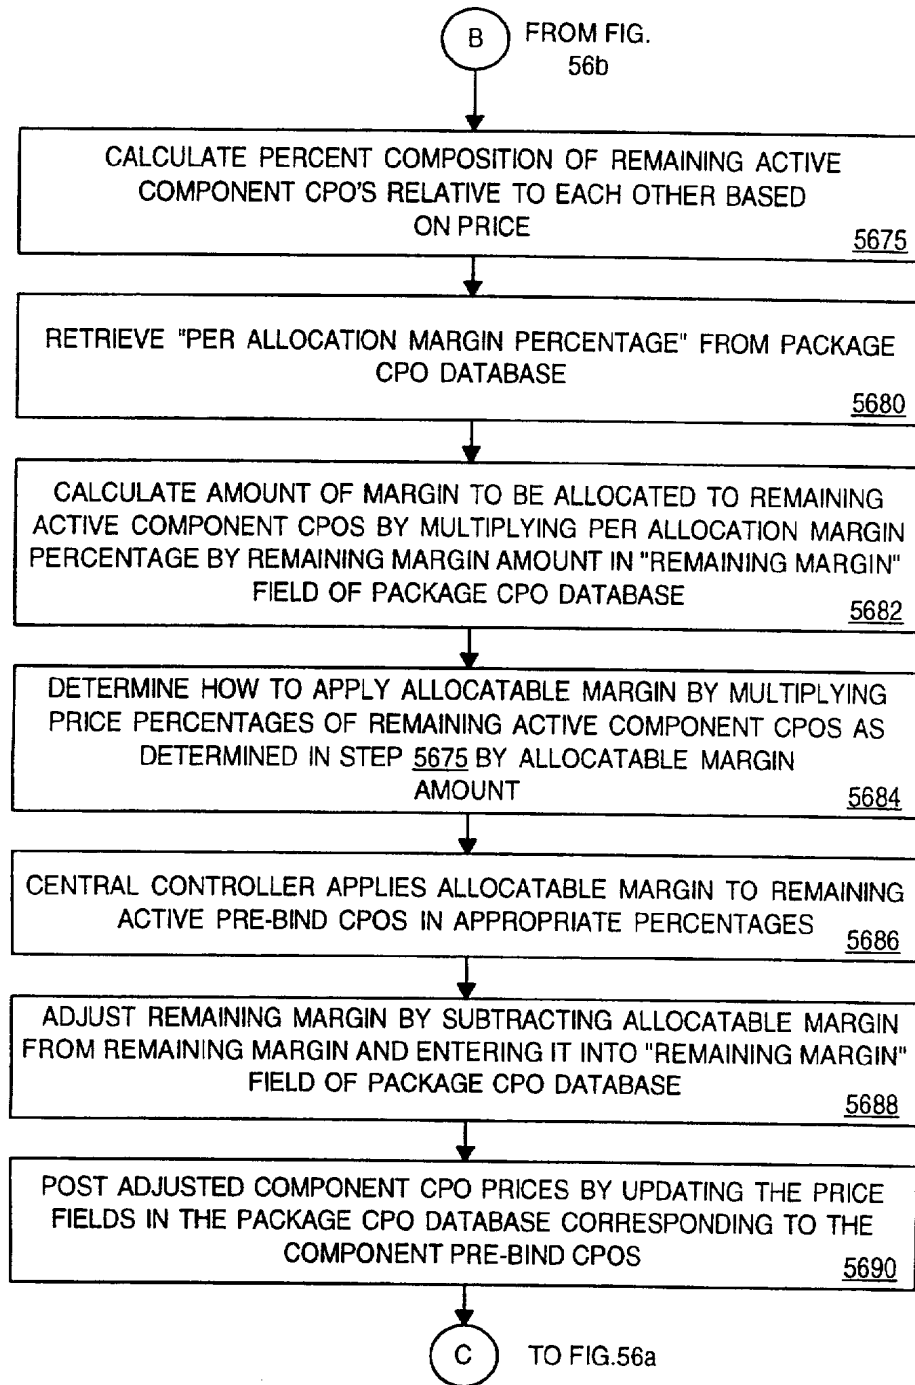 B FROM FIG.
56b
CALCULATE PERCENT COMPOSITION OF REMAINING ACTIVE
COMPONENT CPO'S RELATIVE TO EACH OTHER BASED
ON PRICE
5675
RETRIEVE "PER ALLOCATION MARGIN PERCENTAGE" FROM PACKAGE
CPO DATABASE
5680
CALCULATE AMOUNT OF MARGIN TO BE ALLOCATED TO REMAINING
ACTIVE COMPONENT CPOS BY MULTIPLYING PER ALLOCATION MARGIN
PERCENTAGE BY REMAINING MARGIN AMOUNT IN "REMAINING MARGIN"
FIELD OF PACKAGE CPO DATABASE
5682
DETERMINE HOW TO APPLY ALLOCATABLE MARGIN BY MULTIPLYING
PRICE PERCENTAGES OF REMAINING ACTIVE COMPONENT CPOS AS
DETERMINED IN STEP 5675 BY ALLOCATABLE MARGIN
AMOUNT
5684
CENTRAL CONTROLLER APPLIES ALLOCATABLE MARGIN TO REMAINING
ACTIVE PRE-BIND CPOS IN APPROPRIATE PERCENTAGES
5686
ADJUST REMAINING MARGIN BY SUBTRACTING ALLOCATABLE MARGIN
FROM REMAINING MARGIN AND ENTERING IT INTO "REMAINING MARGIN"
FIELD OF PACKAGE CPO DATABASE
5688
POST ADJUSTED COMPONENT CPO PRICES BY UPDATING THE PRICE
FIELDS IN THE PACKAGE CPO DATABASE CORRESPONDING TO THE
COMPONENT PRE-BIND CPOS
5690
C TO FIG.56a